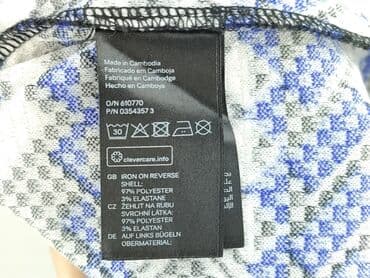 Made in Cambodia
Fabricado em Camboja
Fabriqué en Cambodge
Hecho en Camboya
O/N 610770
P/N 0354357 3
30
clevercare.info
GB IRON ON REVERSE
SHELL:
97% POLYESTER
3% ELASTANE
CZ ŽEHLIT NA RUBU
SVRCHNÍ LÁTKA:
97% POLYESTER
3% ELASTAN
DE AUF LINKS BÜGELN
OBERMATERIAL: